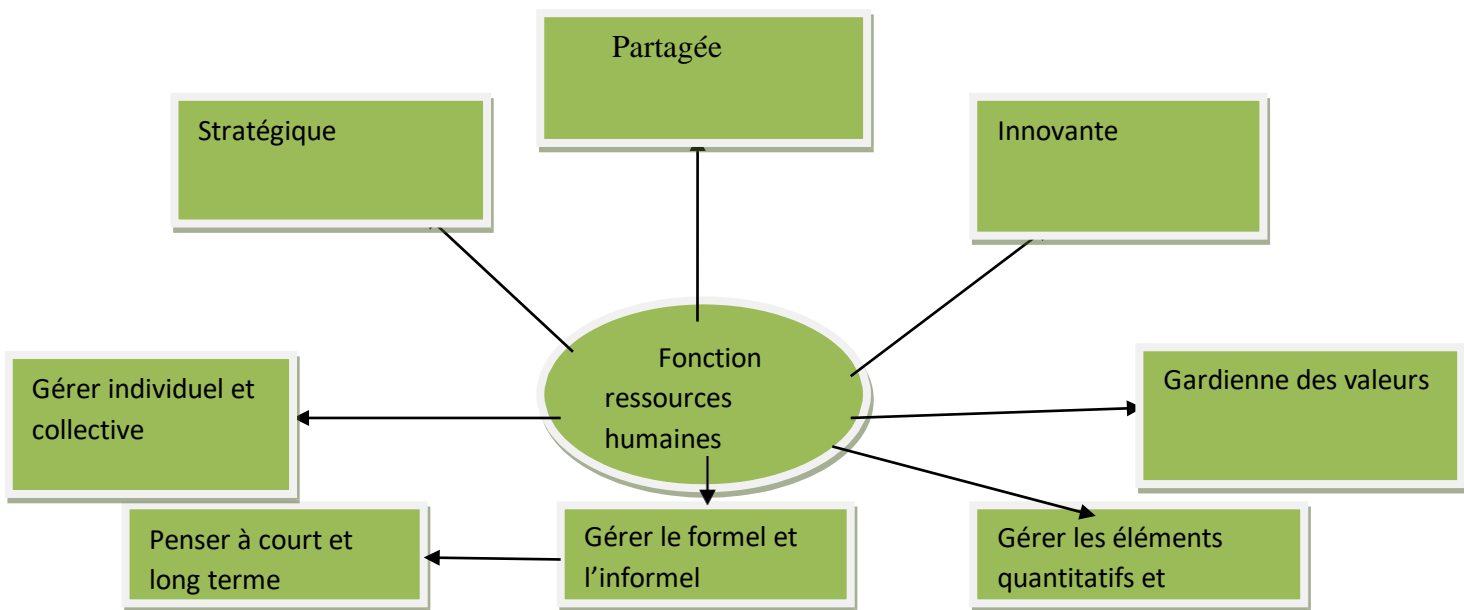 Partagée
Stratégique
Innovante
Fonction
ressources
humaines
Gérer individuel et
collective
Gardienne des valeurs
Penser à court et
long terme
Gérer le formel et
l’informel
Gérer les éléments
quantitatifs et